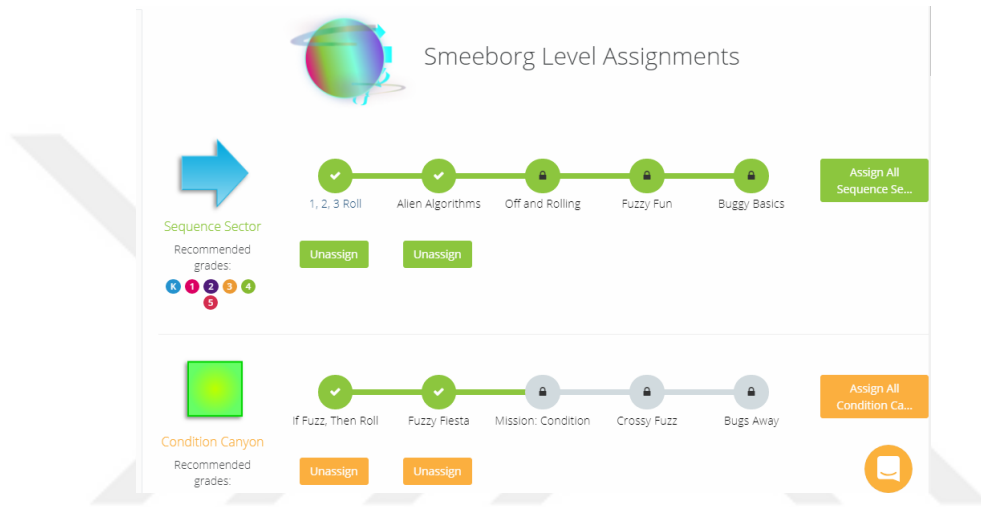 Smeeborg Level Assignments
1, 2, 3 Roll
Alien Algorithms
Off and Rolling
Fuzzy Fun
Buggy Basics
Assign All
Sequence Se...
Sequence Sector
Recommended
grades:
K 1 2 3 4
5
Unassign
Unassign
If Fuzz, Then Roll
Fuzzy Fiesta
Mission: Condition
Crossy Fuzz
Bugs Away
Assign All
Condition Ca...
Condition Canyon
Recommended
grades:
Unassign
Unassign